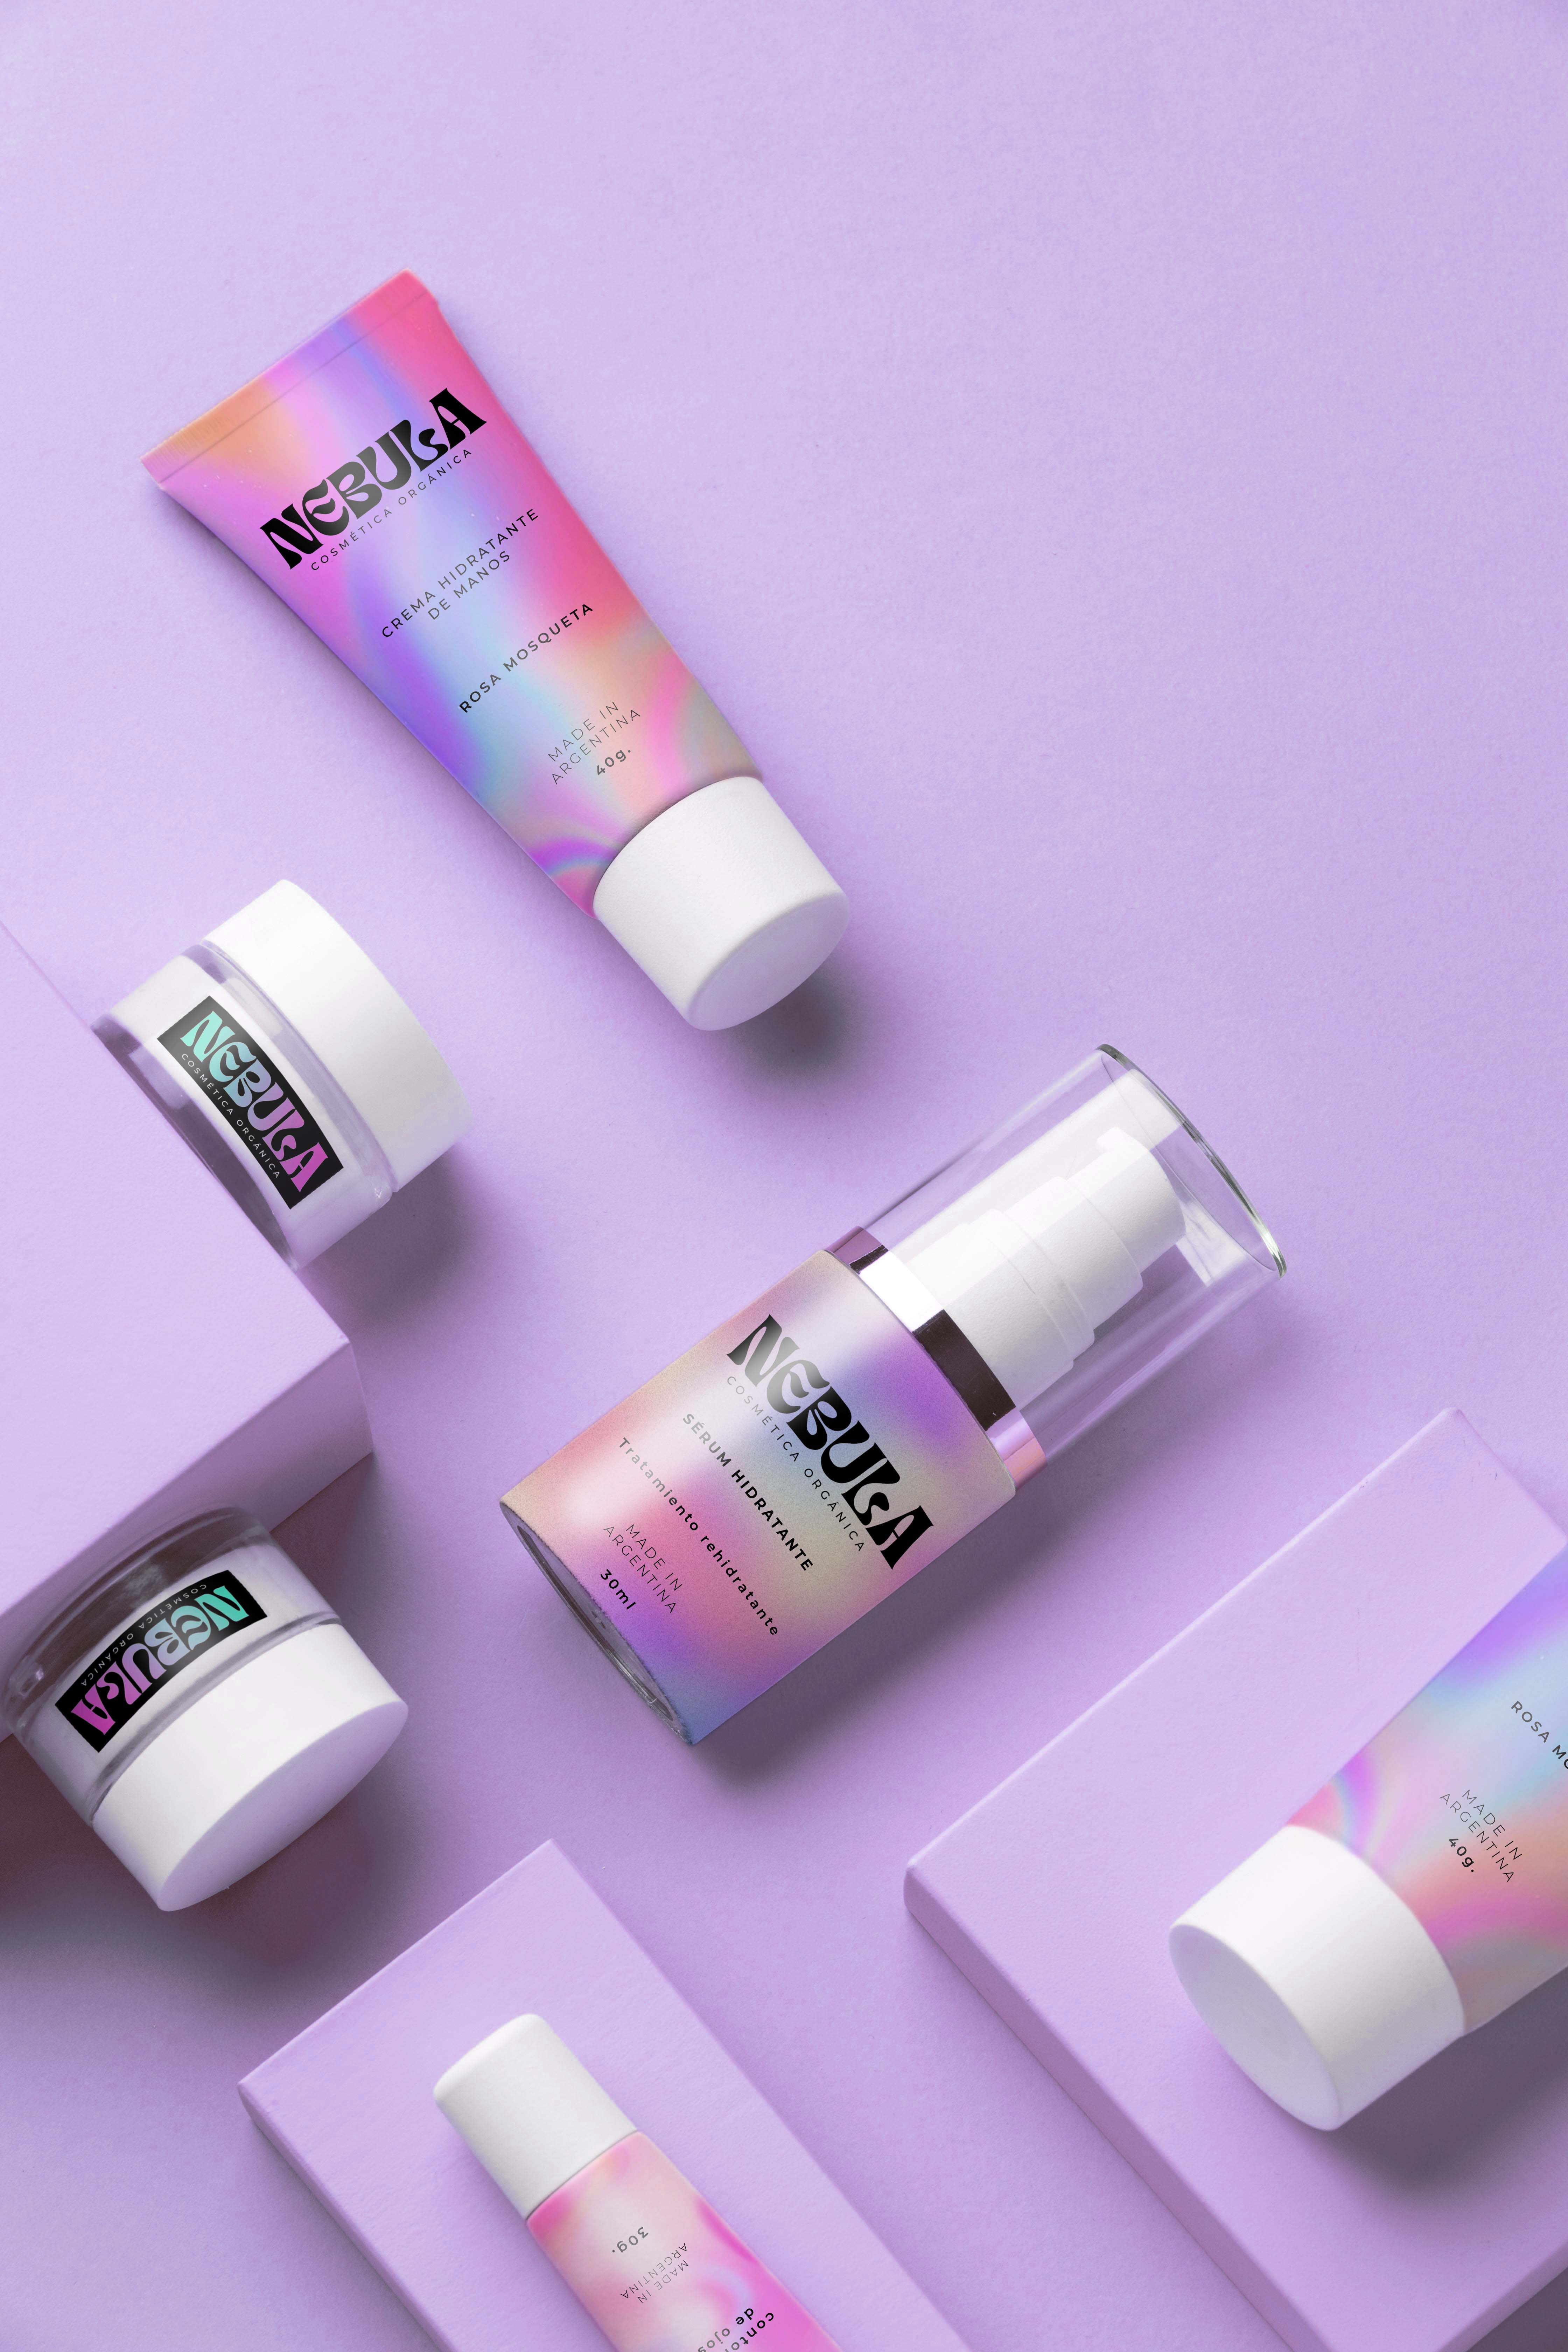 NEBULA
COSMÉTICA ORGÁNICA
CREMA HIDRATANTE
DE MANOS
ROSA MOSQUETA
MADE IN
ARGENTINA
40g.
NEBULA
COSMÉTICA ORGÁNICA
NEBULA
COSMÉTICA ORGÁNICA
SÉRUM HIDRATANTE
Tratamiento rehidratante
MADE IN
ARGENTINA
30ml
NEBULA
COSMÉTICA ORGÁNICA
ROSA
MADE IN
ARGENTINA
40g.
de ojos
MADE IN
ARGENTINA
30g.